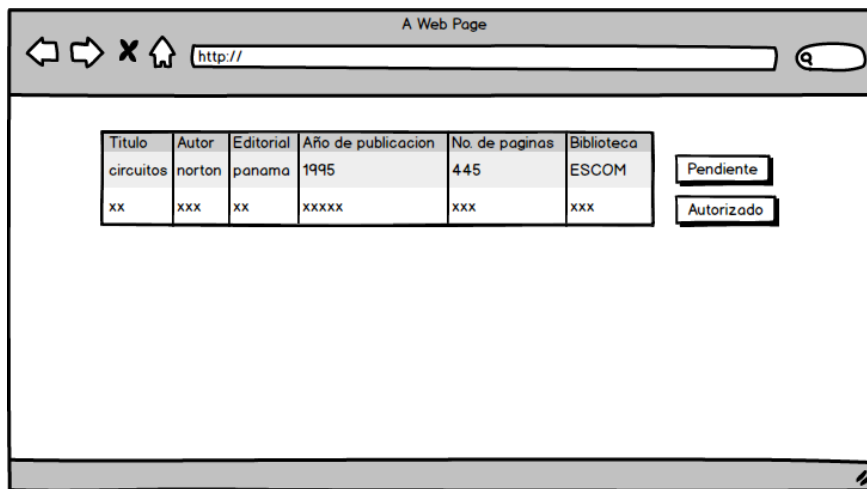 A Web Page
http://
Titulo Autor Editorial Año de publicacion No. de paginas Biblioteca
circuitos norton panama 1995 445 ESCOM Pendiente
xx xxx xx xxxxx xxx xxx Autorizado